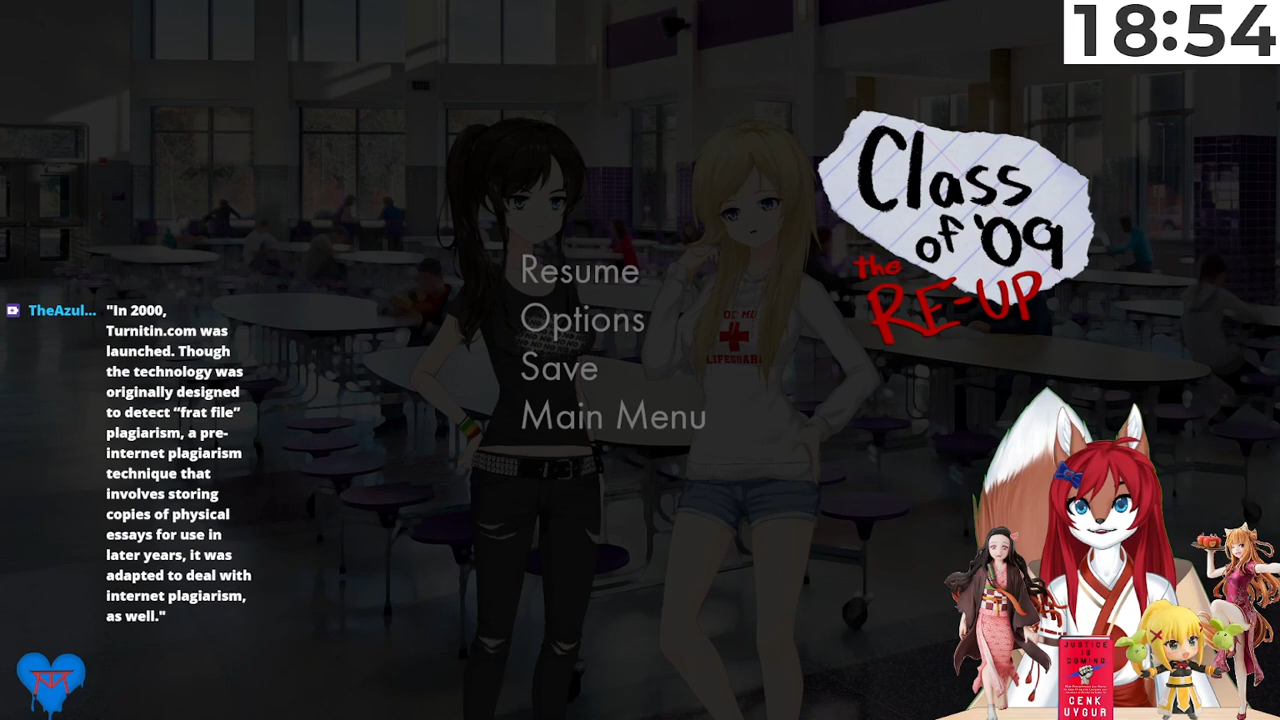 18:54
Class
of '09
the
RE-UP
Resume
Options
Save
Main Menu
TheAzul... "In 2000,
Turnitin.com was
launched. Though
the technology was
originally designed
to detect “frat file”
plagiarism, a pre-
internet plagiarism
technique that
involves storing
copies of physical
essays for use in
later years, it was
adapted to deal with
internet plagiarism,
as well."
LIFEGUARD
JUSTICE
IS
COMING
CENK
UYGUR